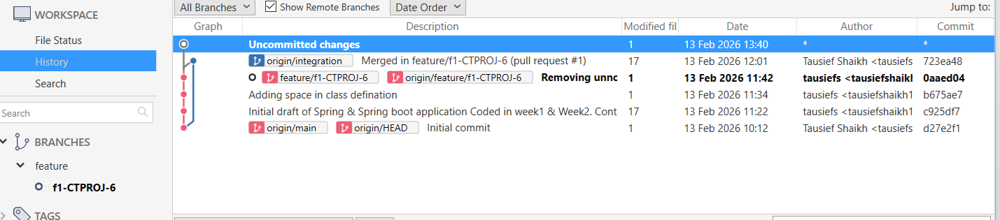 All Branches Show Remote Branches Date Order Jump to:
WORKSPACE
File Status
History
Search
Search
BRANCHES
feature
f1-CTPROJ-6
TAGS
Graph Description Modified fil Date Author Commit
Uncommitted changes 1 13 Feb 2026 13:40 * *
origin/integration Merged in feature/f1-CTPROJ-6 (pull request #1) 17 13 Feb 2026 12:01 Tausief Shaikh <tausiefs 723ea48
feature/f1-CTPROJ-6 origin/feature/f1-CTPROJ-6 Removing unnc 1 13 Feb 2026 11:42 tausiefs <tausiefshaikl 0aaed04
Adding space in class defination 1 13 Feb 2026 11:34 tausiefs <tausiefshaikh1 b675ae7
Initial draft of Spring & Spring boot application Coded in week1 & Week2. Cont 17 13 Feb 2026 11:22 tausiefs <tausiefshaikh1 c925df7
origin/main origin/HEAD Initial commit 1 13 Feb 2026 10:12 Tausief Shaikh <tausiefs d27e2f1